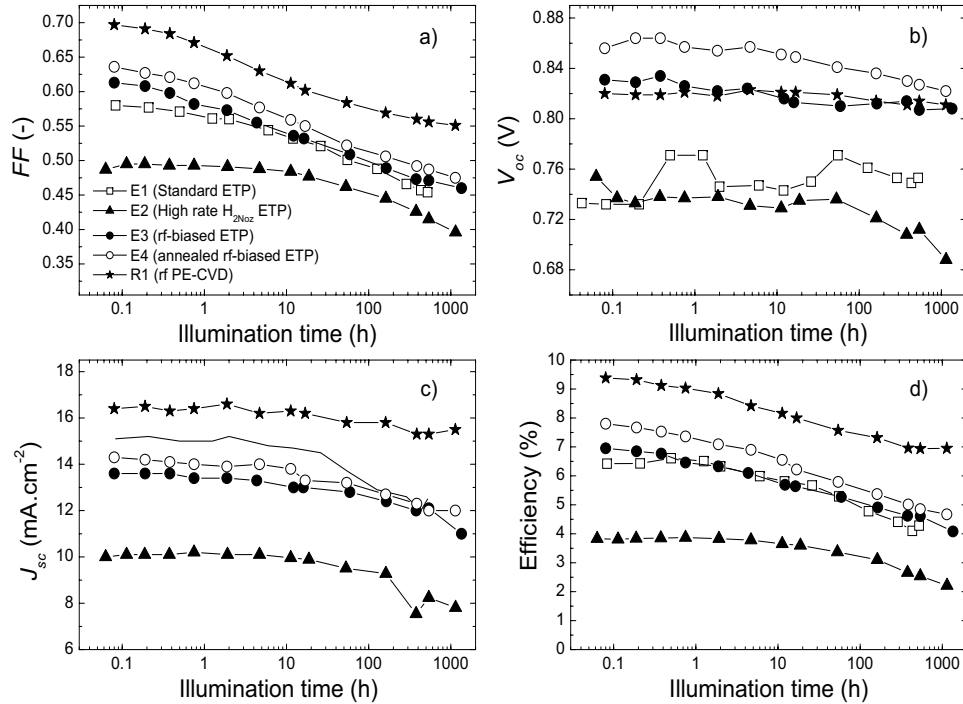 a)
FF (-)
0.70
0.65
0.60
0.55
0.50
0.45
0.40
0.35
E1 (Standard ETP)
E2 (High rate H2Noz ETP)
E3 (rf-biased ETP)
E4 (annealed rf-biased ETP)
R1 (rf PE-CVD)
0.1 1 10 100 1000
Illumination time (h)
b)
Voc (V)
0.88
0.84
0.80
0.76
0.72
0.68
0.1 1 10 100 1000
Illumination time (h)
c)
Jsc (mA.cm-2)
18
16
14
12
10
8
6
0.1 1 10 100 1000
Illumination time (h)
d)
Efficiency (%)
10
9
8
7
6
5
4
3
2
1
0
0.1 1 10 100 1000
Illumination time (h)